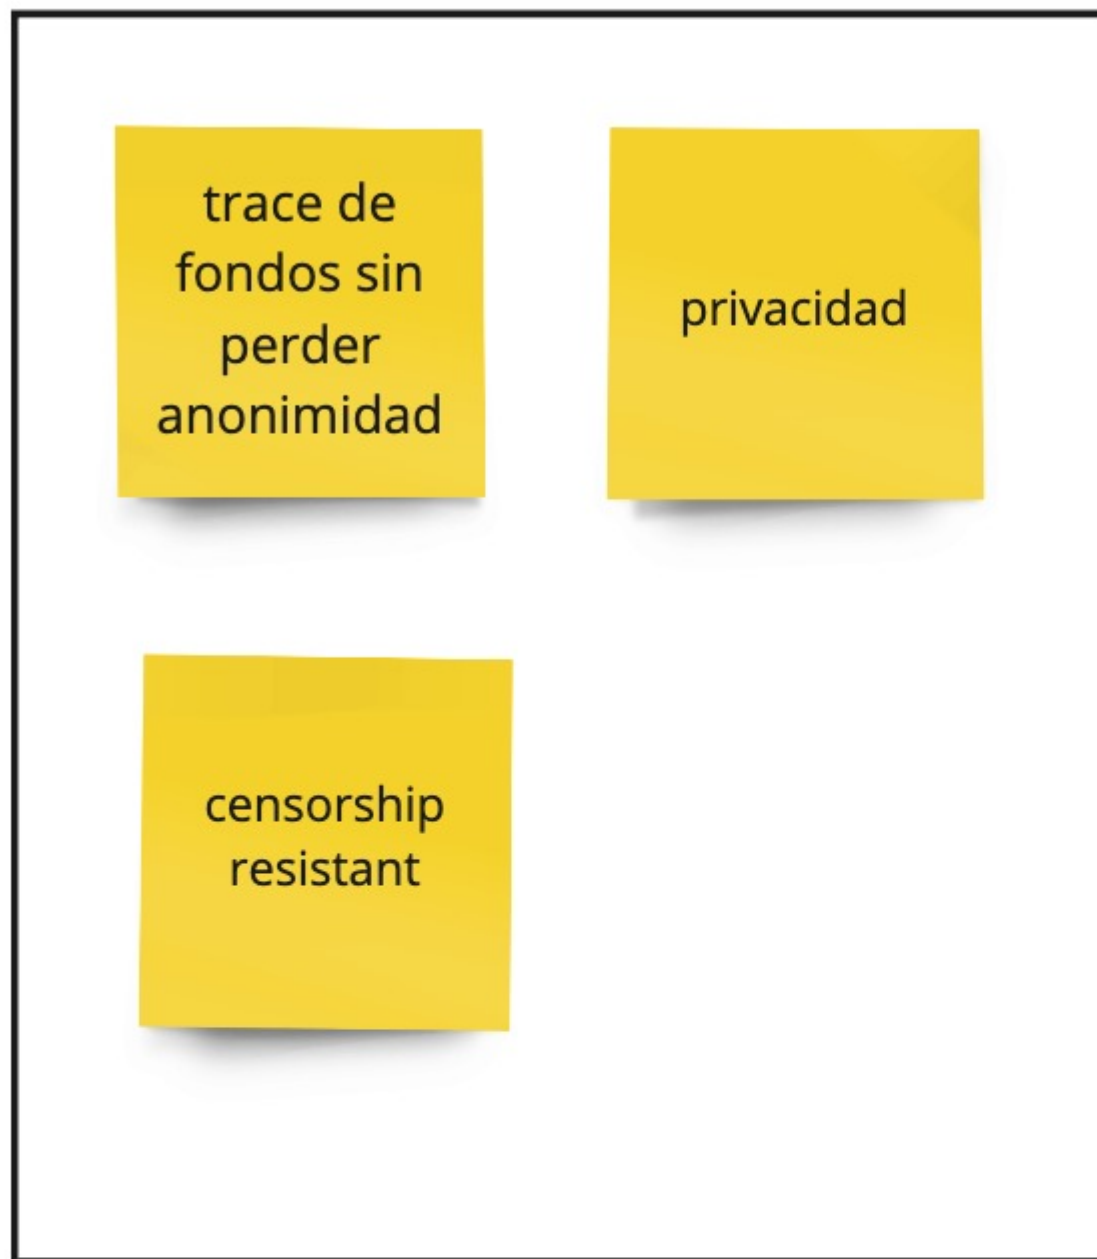 trace de
fondos sin
perder
anonimidad
privacidad
censorship
resistant